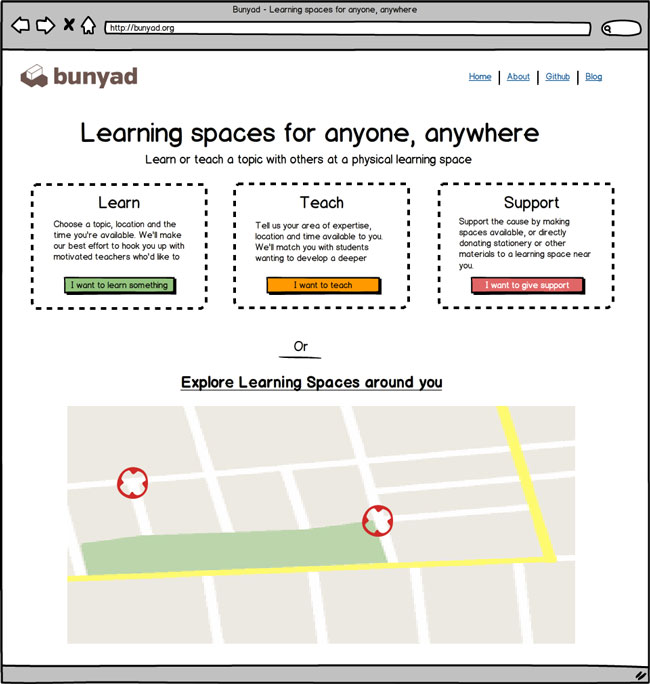 Bunyad - Learning spaces for anyone, anywhere
http://bunyad.org
bunyad
Home
About
Github
Blog
Learning spaces for anyone, anywhere
Learn or teach a topic with others at a physical learning space
Learn
Choose a topic, location and the
time you're available. We'll make
our best effort to hook you up with
motivated teachers who'd like to
I want to learn something
Teach
Tell us your area of expertise,
location and time available to you.
We'll match you with students
wanting to develop a deeper
I want to teach
Support
Support the cause by making
spaces available, or directly
donating stationery or other
materials to a learning space near
you.
I want to give support
Or
Explore Learning Spaces around you